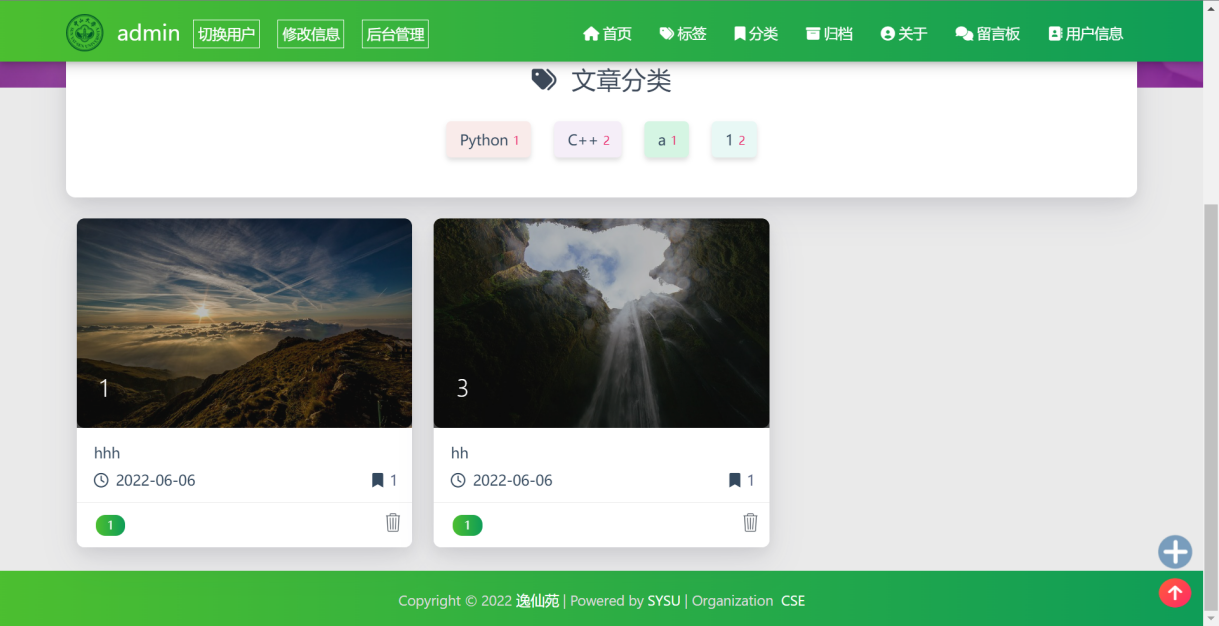 admin 切换用户 修改信息 后台管理 首页 标签 分类 归档 关于 留言板 用户信息
文章分类
Python 1 C++ 2 a 1 1 2
1 3
hhh hh
2022-06-06 1 2022-06-06 1
1 1
Copyright © 2022 逸仙苑 | Powered by SYSU | Organization CSE